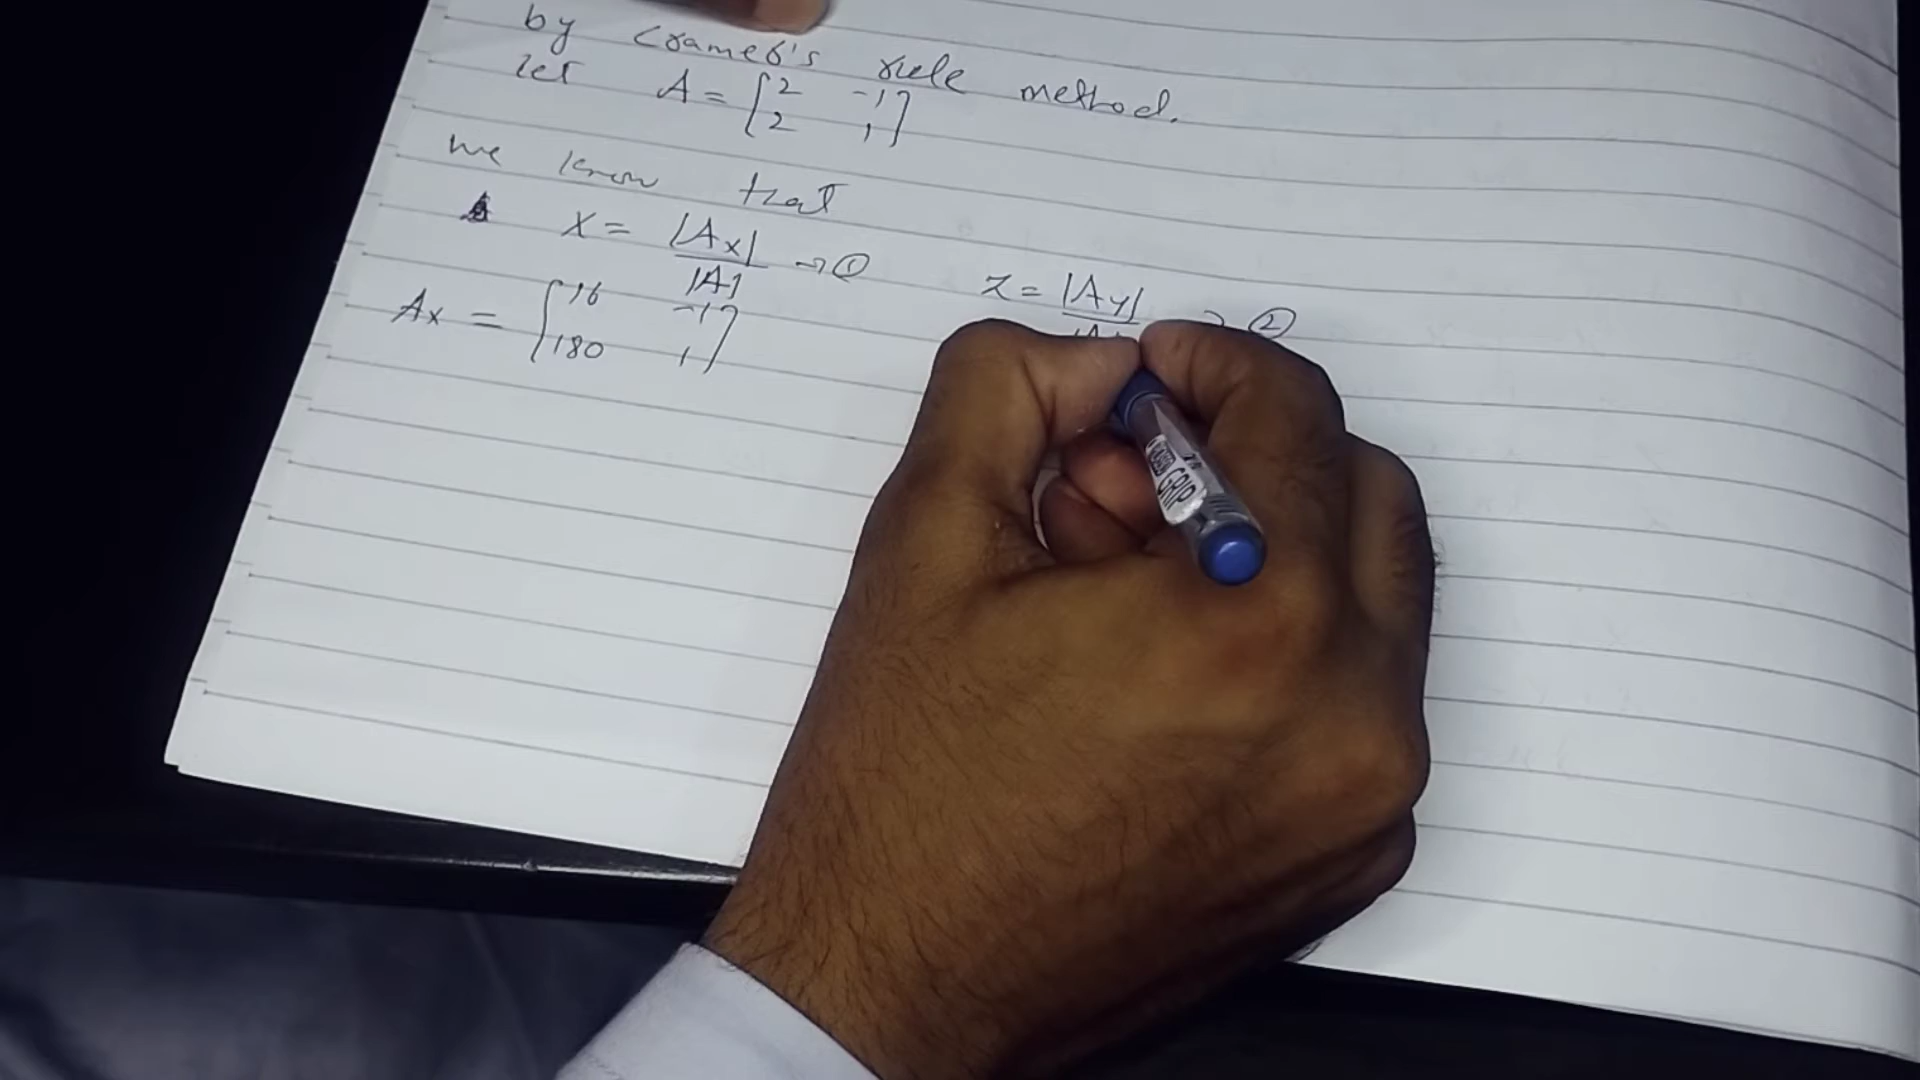 by Cramer's rule method.
let A = [2 -1
2 1]
we know that
x = |Ax| / |A| → ①
z = |Ay| → ②
Ax = [16 -1
180 1]
GRIP